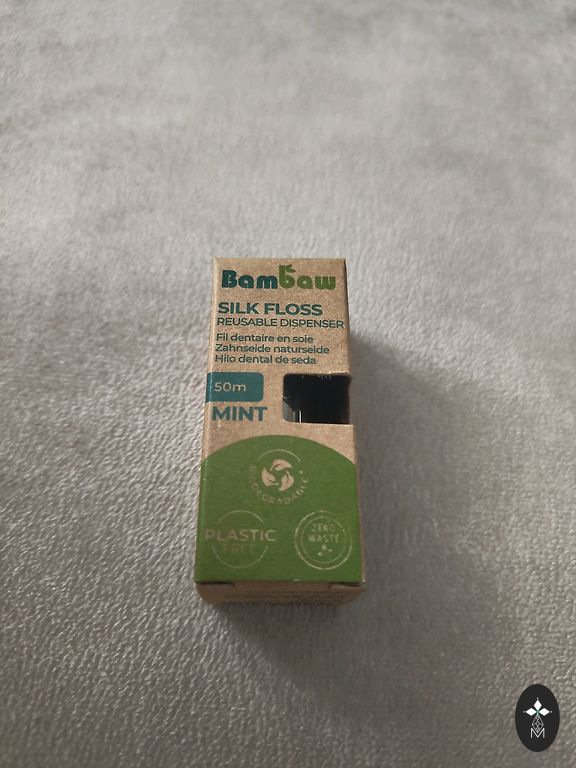 Bambaw
SILK FLOSS
REUSABLE DISPENSER
Fil dentaire en soie
Zahnseide naturseide
Hilo dental de seda
50m
MINT
BIODEGRADABLE
PLASTIC
FREE
ZERO
WASTE
M